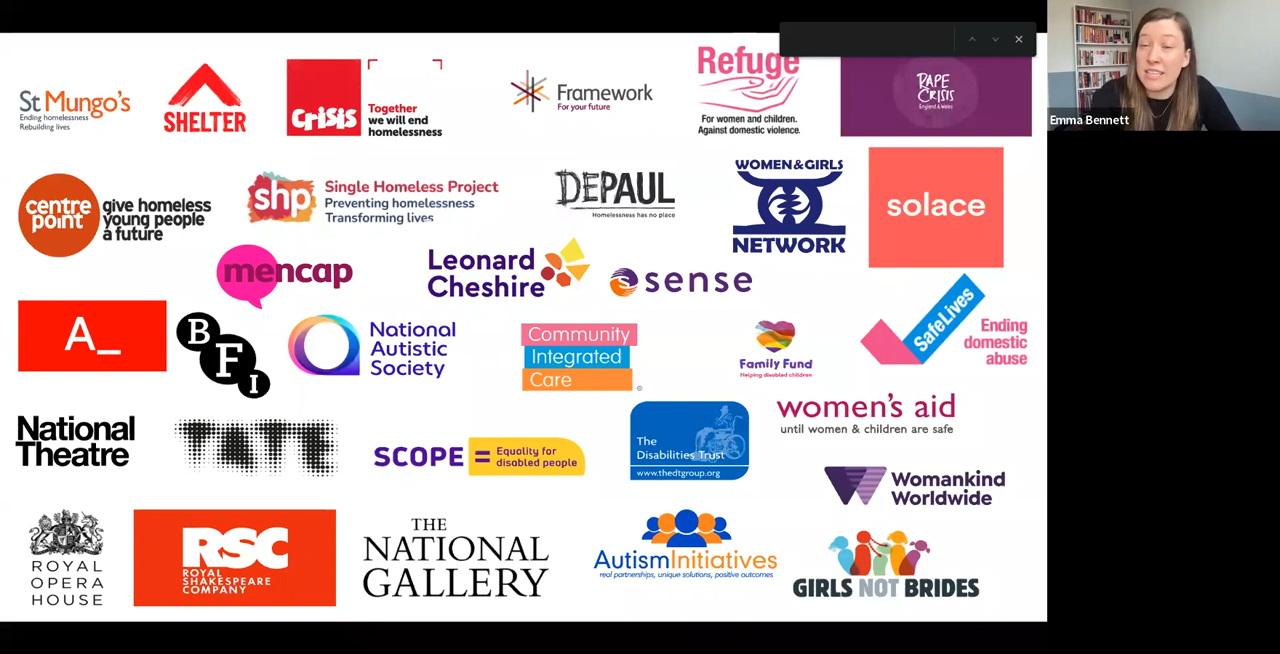 St Mungo's
Ending homelessness
Rebuilding lives
SHELTER
crisis
Together
we will end
homelessness
Framework
For your future
Refuge
For women and children.
Against domestic violence.
RAPE
CRISIS
England & Wales
Emma Bennett
centre
point
give homeless
young people
a future
shp
Single Homeless Project
Preventing homelessness
Transforming lives
DEPAUL
Homelessness has no place
WOMEN&GIRLS
NETWORK
solace
mencap
Leonard
Cheshire
S sense
A_
BFI
National
Autistic
Society
Community
Integrated
Care
Family Fund
Helping disabled children
SafeLives
Ending
domestic
abuse
National
Theatre
TATE
SCOPE
= Equality for
disabled people
The
Disabilities Trust
www.thedtgroup.org
women's aid
until women & children are safe
Womankind
Worldwide
ROYAL
OPERA
HOUSE
RSC
ROYAL
SHAKESPEARE
COMPANY
THE
NATIONAL
GALLERY
AutismInitiatives
real partnerships, unique solutions, positive outcomes
GIRLS NOT BRIDES